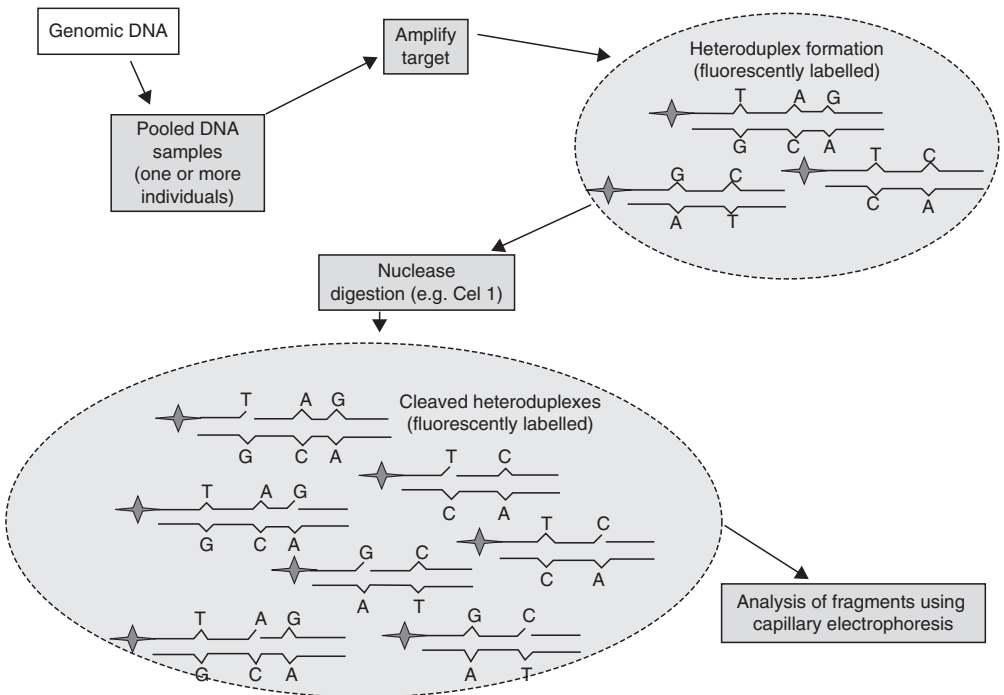 Genomic DNA
Pooled DNA
samples
(one or more
individuals)
Amplify
target
Heteroduplex formation
(fluorescently labelled)
T A G
G C A
T C
C A
G C
A T
Nuclease
digestion (e.g. Cel 1)
Cleaved heteroduplexes
(fluorescently labelled)
T A G
G C A
T C
C A
T A G
G C A
T C
C A
G C
A T
T A G
G C A
G C
A T
Analysis of fragments using
capillary electrophoresis